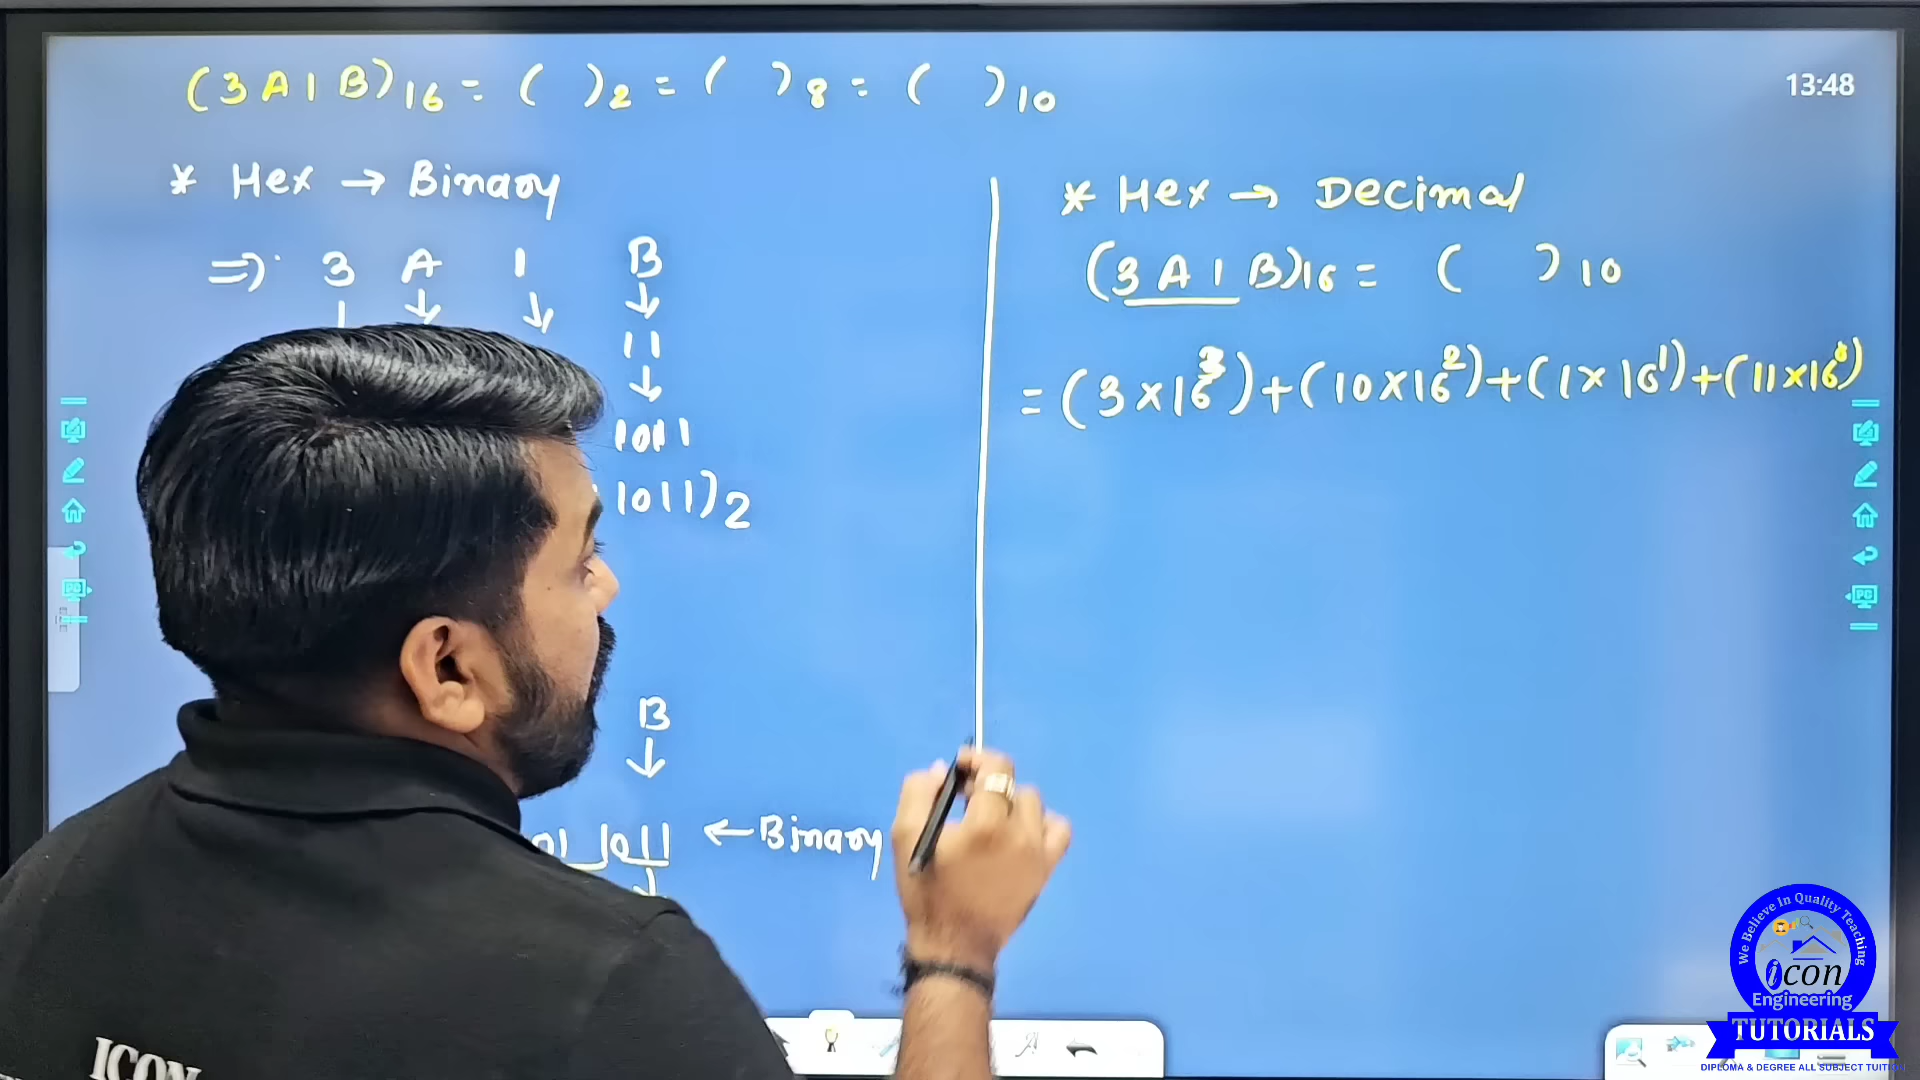 (3A1B)16 = ( )2 = ( )8 = ( )10
13:48
* Hex → Binary
⇒ 3 A 1 B
↓ ↓ ↓
11
↓
1011
1011)2
B
↓
01 1011 ← Binary
* Hex → Decimal
(3A1B)16 = ( )10
= (3×16³)+(10×16²)+(1×16¹)+(11×16⁰)
ICON
We Believe In Quality Teaching
icon
Engineering
TUTORIALS
DIPLOMA & DEGREE ALL SUBJECT TUITION